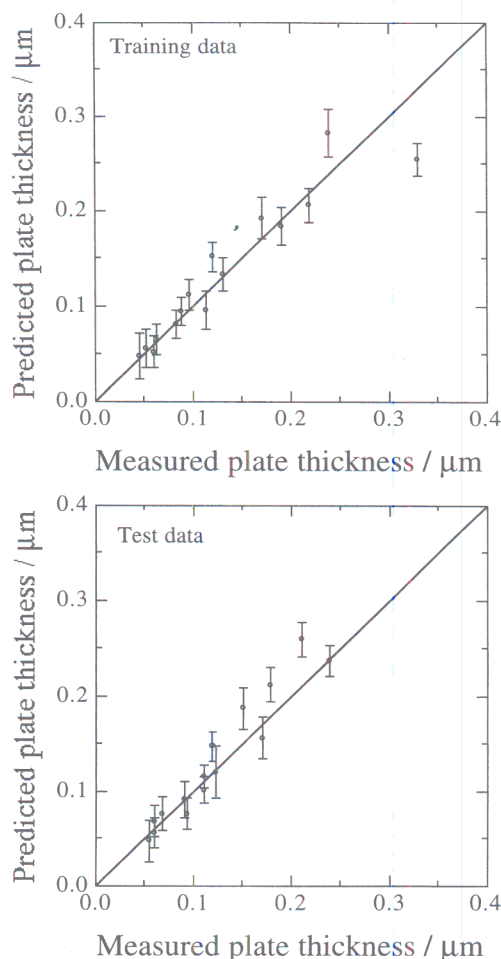 0.4
Training data
0.3
0.2
0.1
0.0
Predicted plate thickness / μm
0.0 0.1 0.2 0.3 0.4
Measured plate thickness / μm
0.4
Test data
0.3
0.2
0.1
0.0
Predicted plate thickness / μm
0.0 0.1 0.2 0.3 0.4
Measured plate thickness / μm